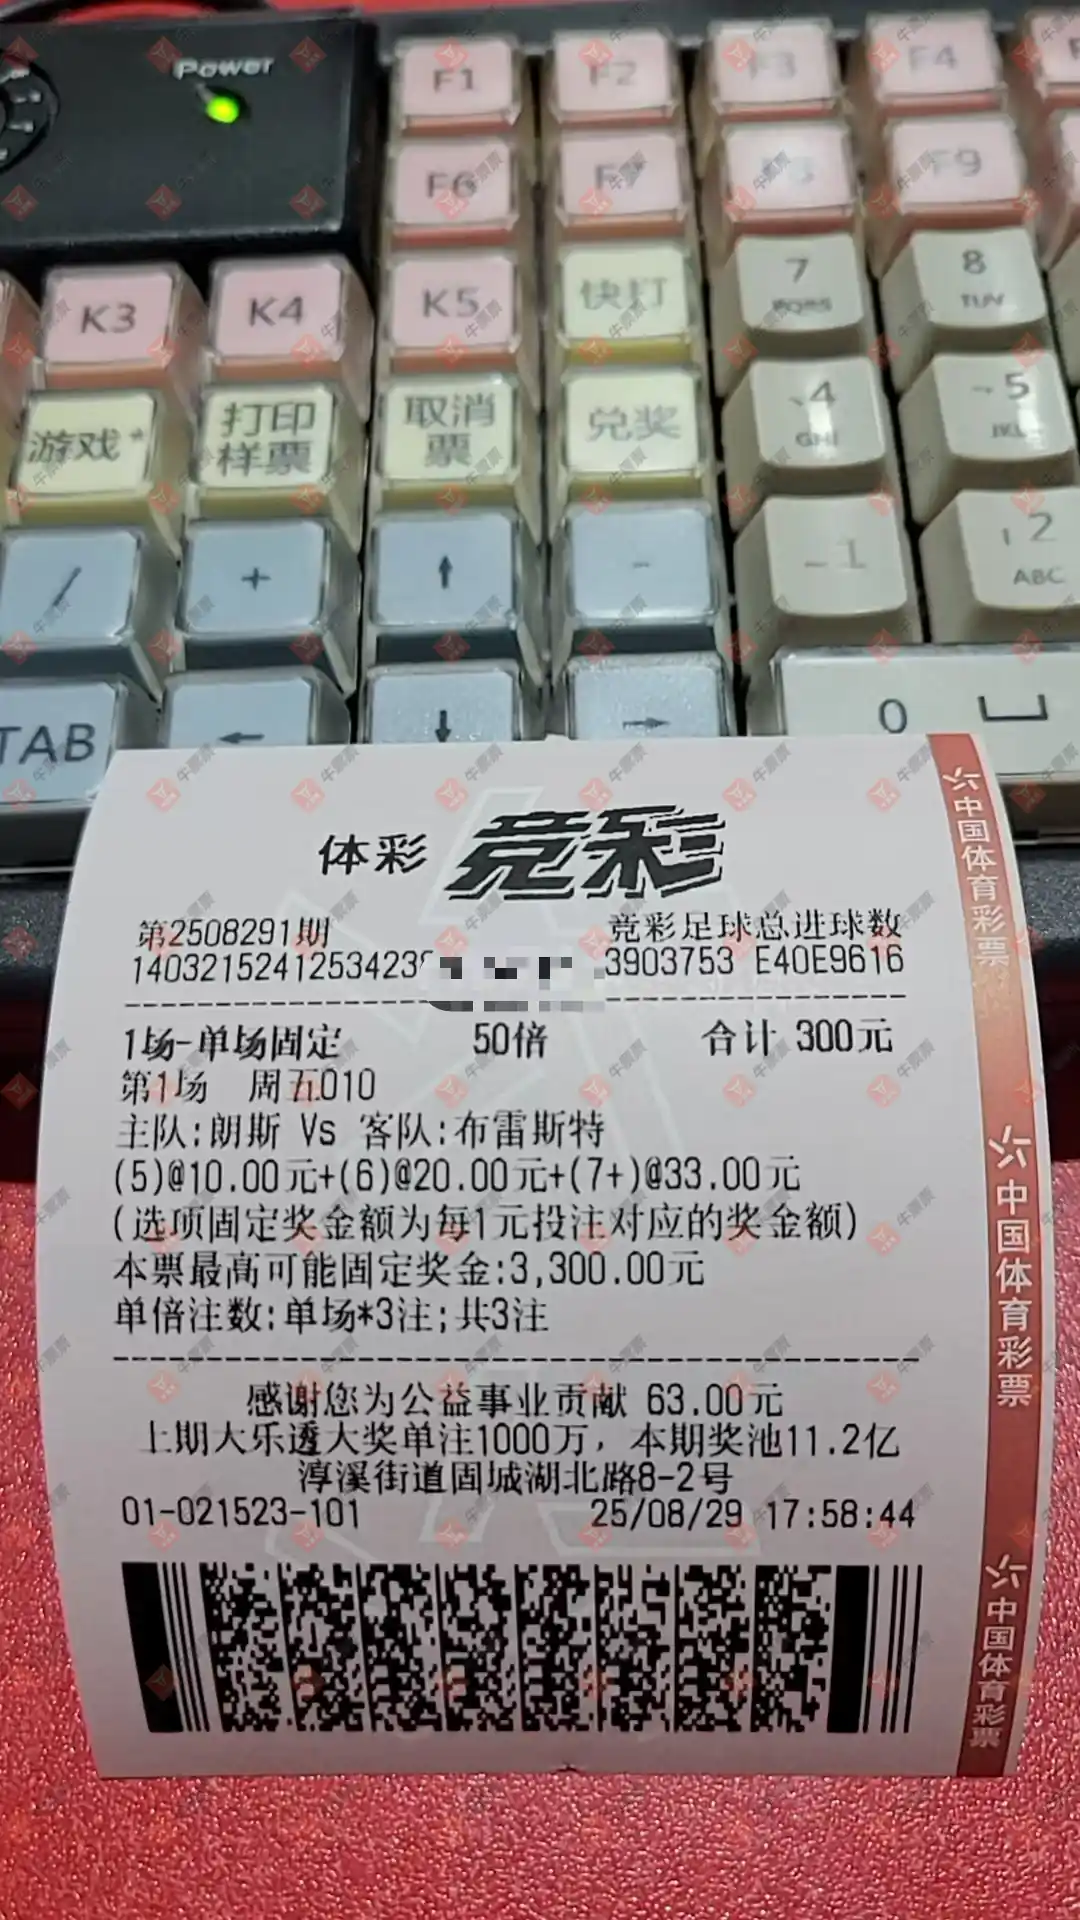 Power
F1 F2 F3 F4
F6 F7 F8 F9
K3 K4 K5 快打 7 8
PQRS TUV
游戏* 打印样票 取消票 兑奖 4 5
GHI JKL
/ + ↑ - 1 2
ABC
TAB ← ↓ → 0
体彩 竞彩
第2508291期 竞彩足球总进球数
14032152412534238 3903753 E40E9616
1场-单场固定 50倍 合计 300元
第1场 周五010
主队:朗斯 Vs 客队:布雷斯特
(5)@10.00元+(6)@20.00元+(7+)@33.00元
(选项固定奖金额为每1元投注对应的奖金额)
本票最高可能固定奖金:3,300.00元
单倍注数:单场*3注;共3注
感谢您为公益事业贡献 63.00元
上期大乐透大奖单注1000万，本期奖池11.2亿
淳溪街道固城湖北路8-2号
01-021523-101 25/08/29 17:58:44
中国体育彩票
中国体育彩票
中国体育彩票
牛票票